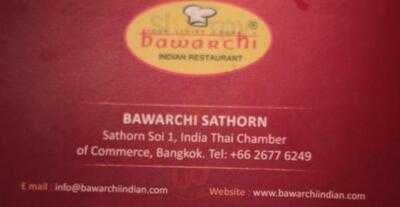 bawarchi
INDIAN RESTAURANT
BAWARCHI SATHORN
Sathorn Soi 1, India Thai Chamber
of Commerce, Bangkok. Tel: +66 2677 6249
E mail : info@bawarchiindian.com
Website : www.bawarchiindian.com